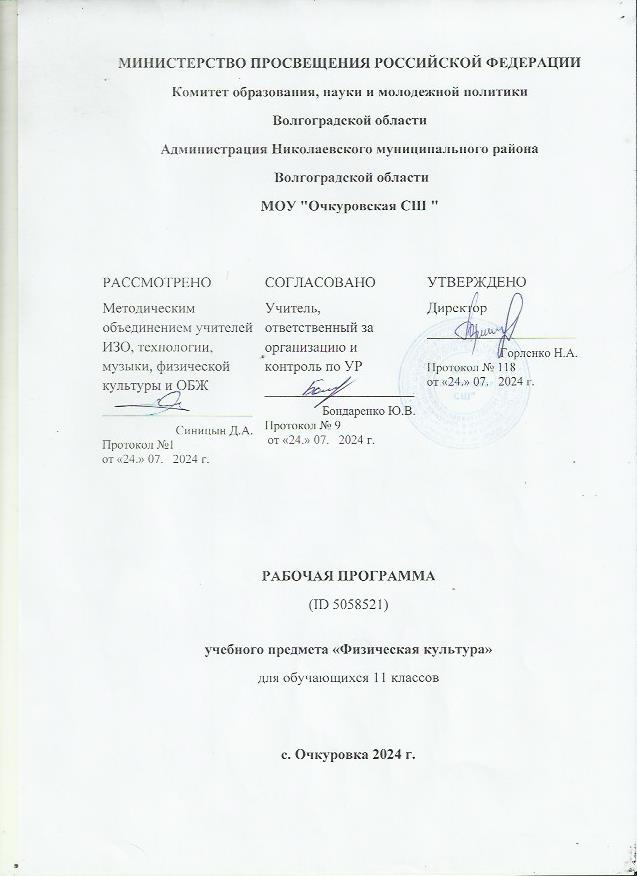 МИНИСТЕРСТВО ПРОСВЕЩЕНИЯ РОССИЙСКОЙ ФЕДЕРАЦИИ
Комитет образования, науки и молодежной политики
Волгоградской области
Администрация Николаевского муниципального района
Волгоградской области
МОУ "Очкуровская СШ "
РАССМОТРЕНО
Методическим
объединением учителей
ИЗО, технологии,
музыки, физической
культуры и ОБЖ
Синицын Д.А.
Протокол №1
от «24.» 07. 2024 г.
СОГЛАСОВАНО
Учитель,
ответственный за
организацию и
контроль по УР
Бондаренко Ю.В.
Протокол № 9
от «24.» 07. 2024 г.
УТВЕРЖДЕНО
Директор
Горленко Н.А.
Протокол № 118
от «24.» 07. 2024 г.
СШ"
РАБОЧАЯ ПРОГРАММА
(ID 5058521)
учебного предмета «Физическая культура»
для обучающихся 11 классов
с. Очкуровка 2024 г.